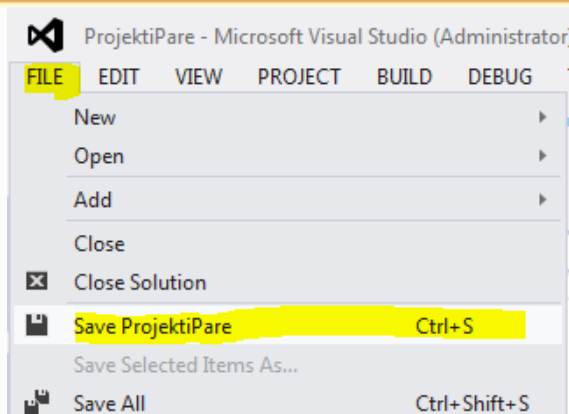 ProjektiPare - Microsoft Visual Studio (Administrator)
FILE EDIT VIEW PROJECT BUILD DEBUG
New
Open
Add
Close
Close Solution
Save ProjektiPare Ctrl+S
Save Selected Items As...
Save All Ctrl+Shift+S